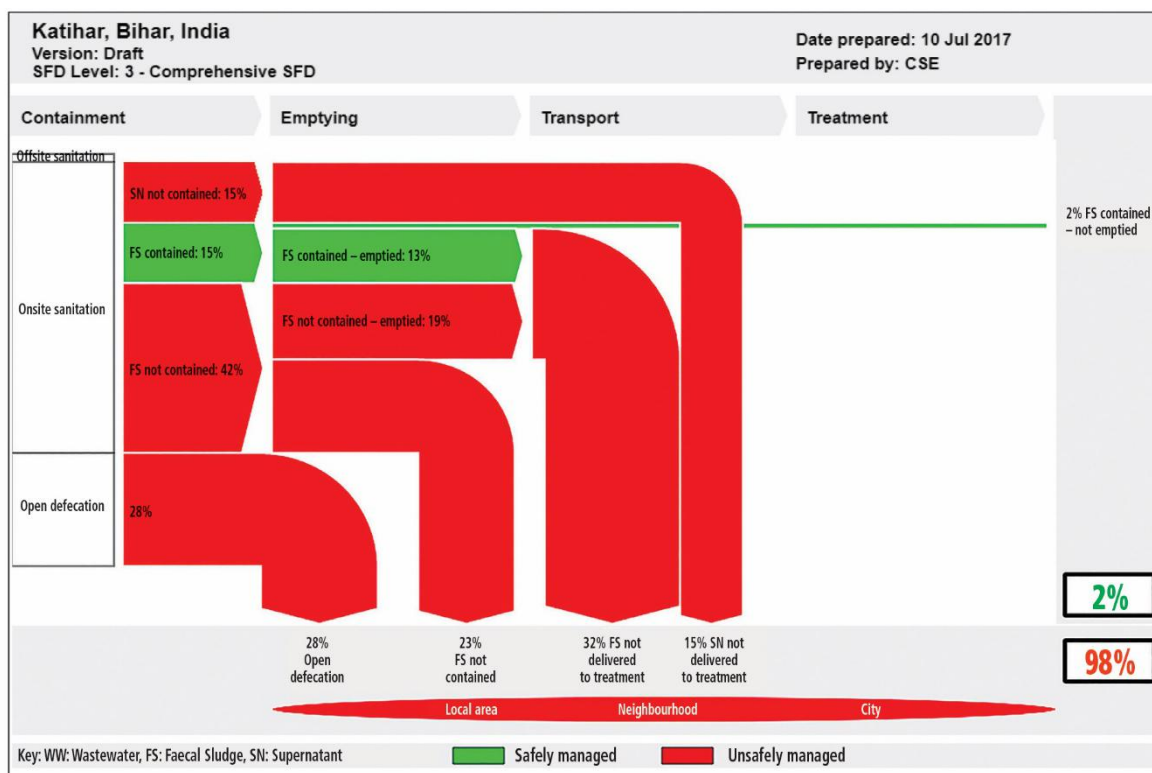 Katihar, Bihar, India
Version: Draft
SFD Level: 3 - Comprehensive SFD
Date prepared: 10 Jul 2017
Prepared by: CSE
Containment
Emptying
Transport
Treatment
Offsite sanitation
SN not contained: 15%
FS contained: 15%
FS contained – emptied: 13%
2% FS contained
– not emptied
Onsite sanitation
FS not contained – emptied: 19%
FS not contained: 42%
Open defecation
28%
2%
98%
28%
Open
defecation
23%
FS not
contained
32% FS not
delivered
to treatment
15% SN not
delivered
to treatment
Local area
Neighbourhood
City
Key: WW: Wastewater, FS: Faecal Sludge, SN: Supernatant
Safely managed
Unsafely managed